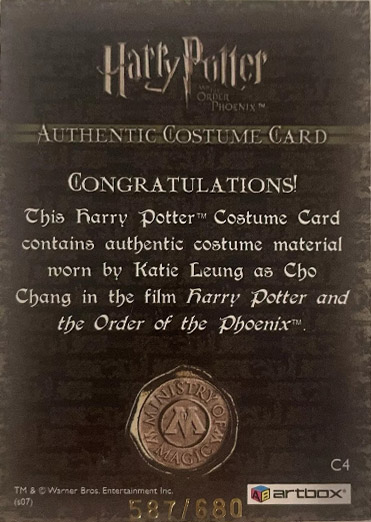 Harry Potter
AND THE
ORDER
OF THE
PHOENIX™
AUTHENTIC COSTUME CARD
CONGRATULATIONS!
This Harry Potter™ Costume Card
contains authentic costume material
worn by Katie Leung as Cho
Chang in the film Harry Potter and
the Order of the Phoenix™.
MINISTRY OF
M
MAGIC
C4
TM & © Warner Bros. Entertainment Inc.
(s07)
587/680
artbox®